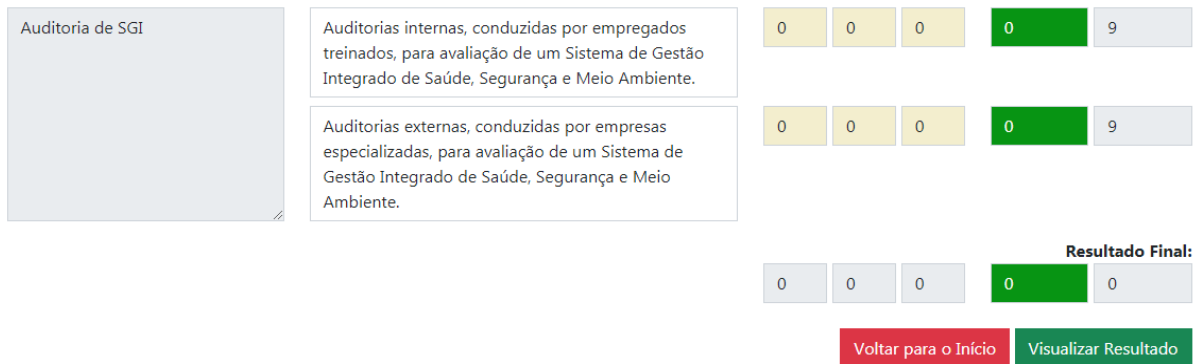 Auditoria de SGI
Auditorias internas, conduzidas por empregados
treinados, para avaliação de um Sistema de Gestão
Integrado de Saúde, Segurança e Meio Ambiente.
0 0 0 0 9
Auditorias externas, conduzidas por empresas
especializadas, para avaliação de um Sistema de
Gestão Integrado de Saúde, Segurança e Meio
Ambiente.
0 0 0 0 9
Resultado Final:
0 0 0 0 0
Voltar para o Início Visualizar Resultado